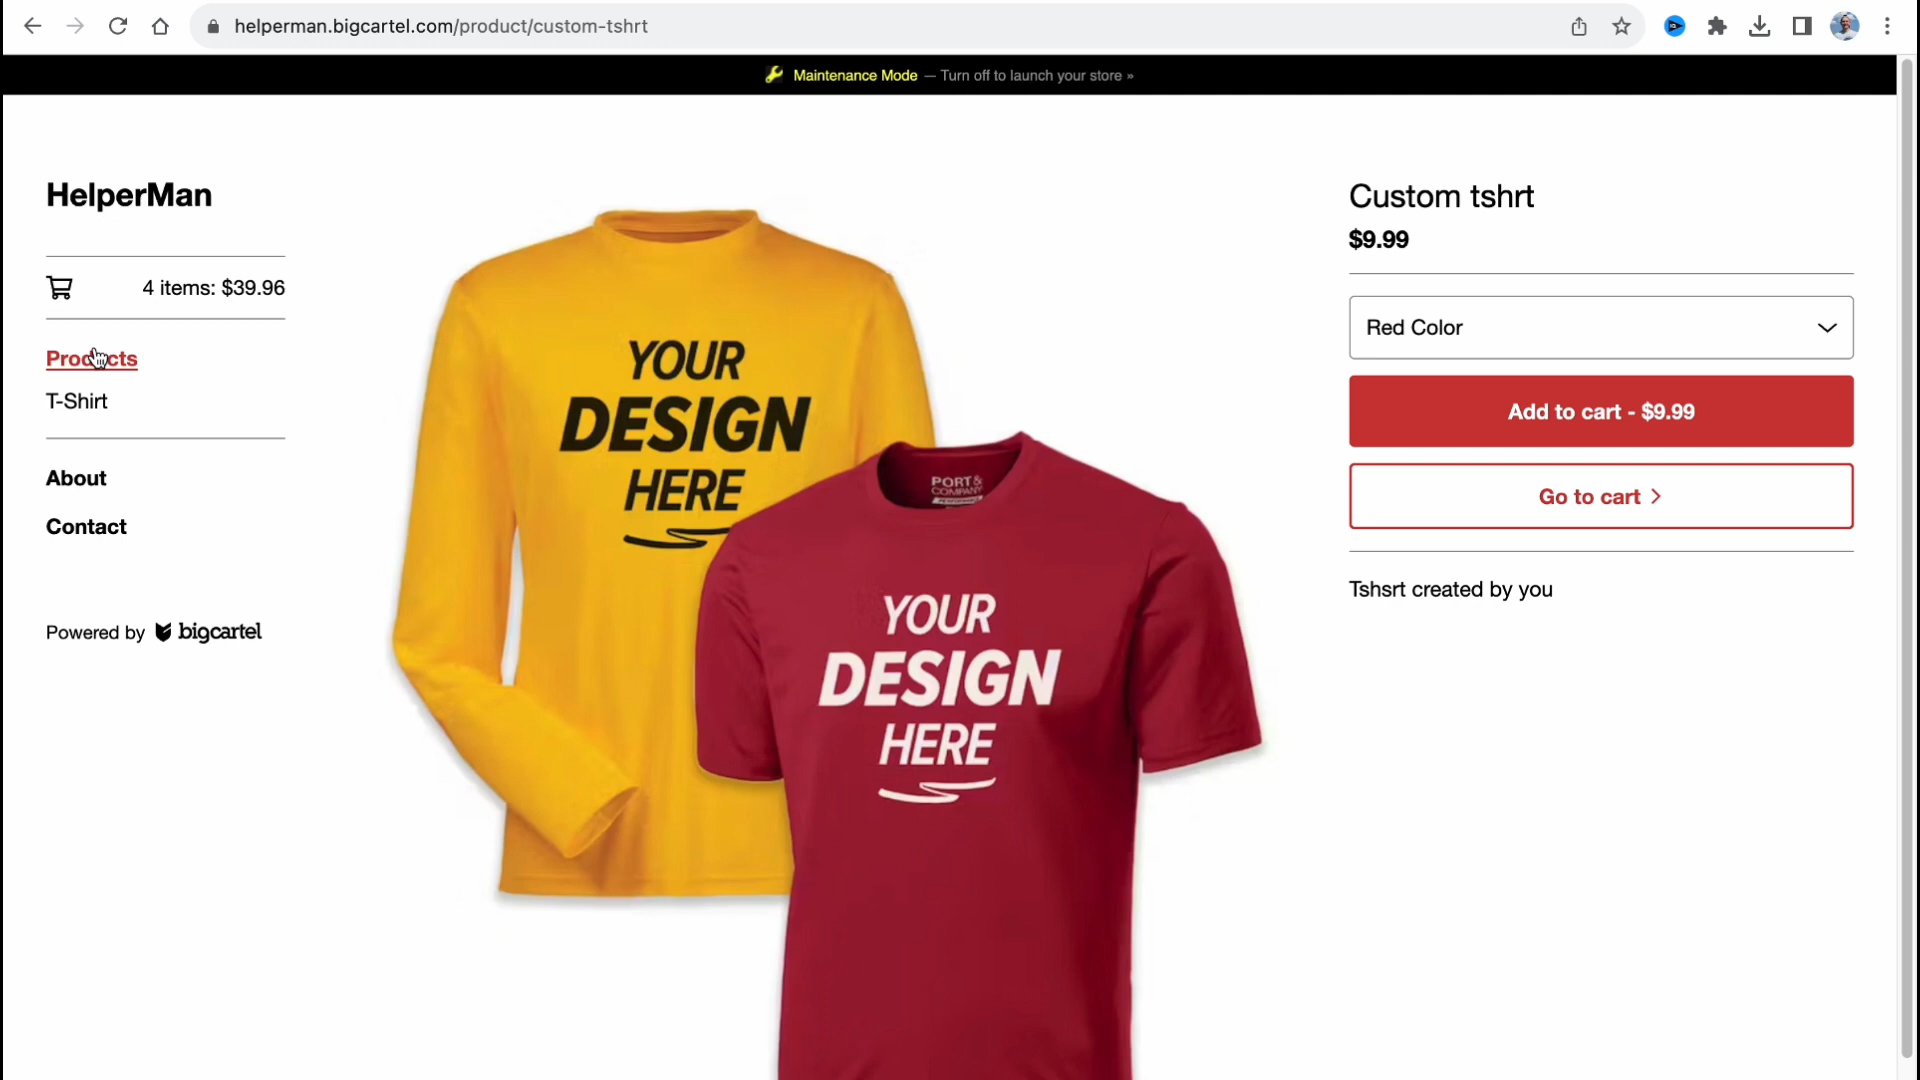 helperman.bigcartel.com/product/custom-tshrt
Maintenance Mode — Turn off to launch your store »
HelperMan
4 items: $39.96
Products
T-Shirt
About
Contact
Powered by bigcartel
YOUR
DESIGN
HERE
PORT &
COMPANY
YOUR
DESIGN
HERE
Custom tshrt
$9.99
Red Color
Add to cart - $9.99
Go to cart >
Tshsrt created by you